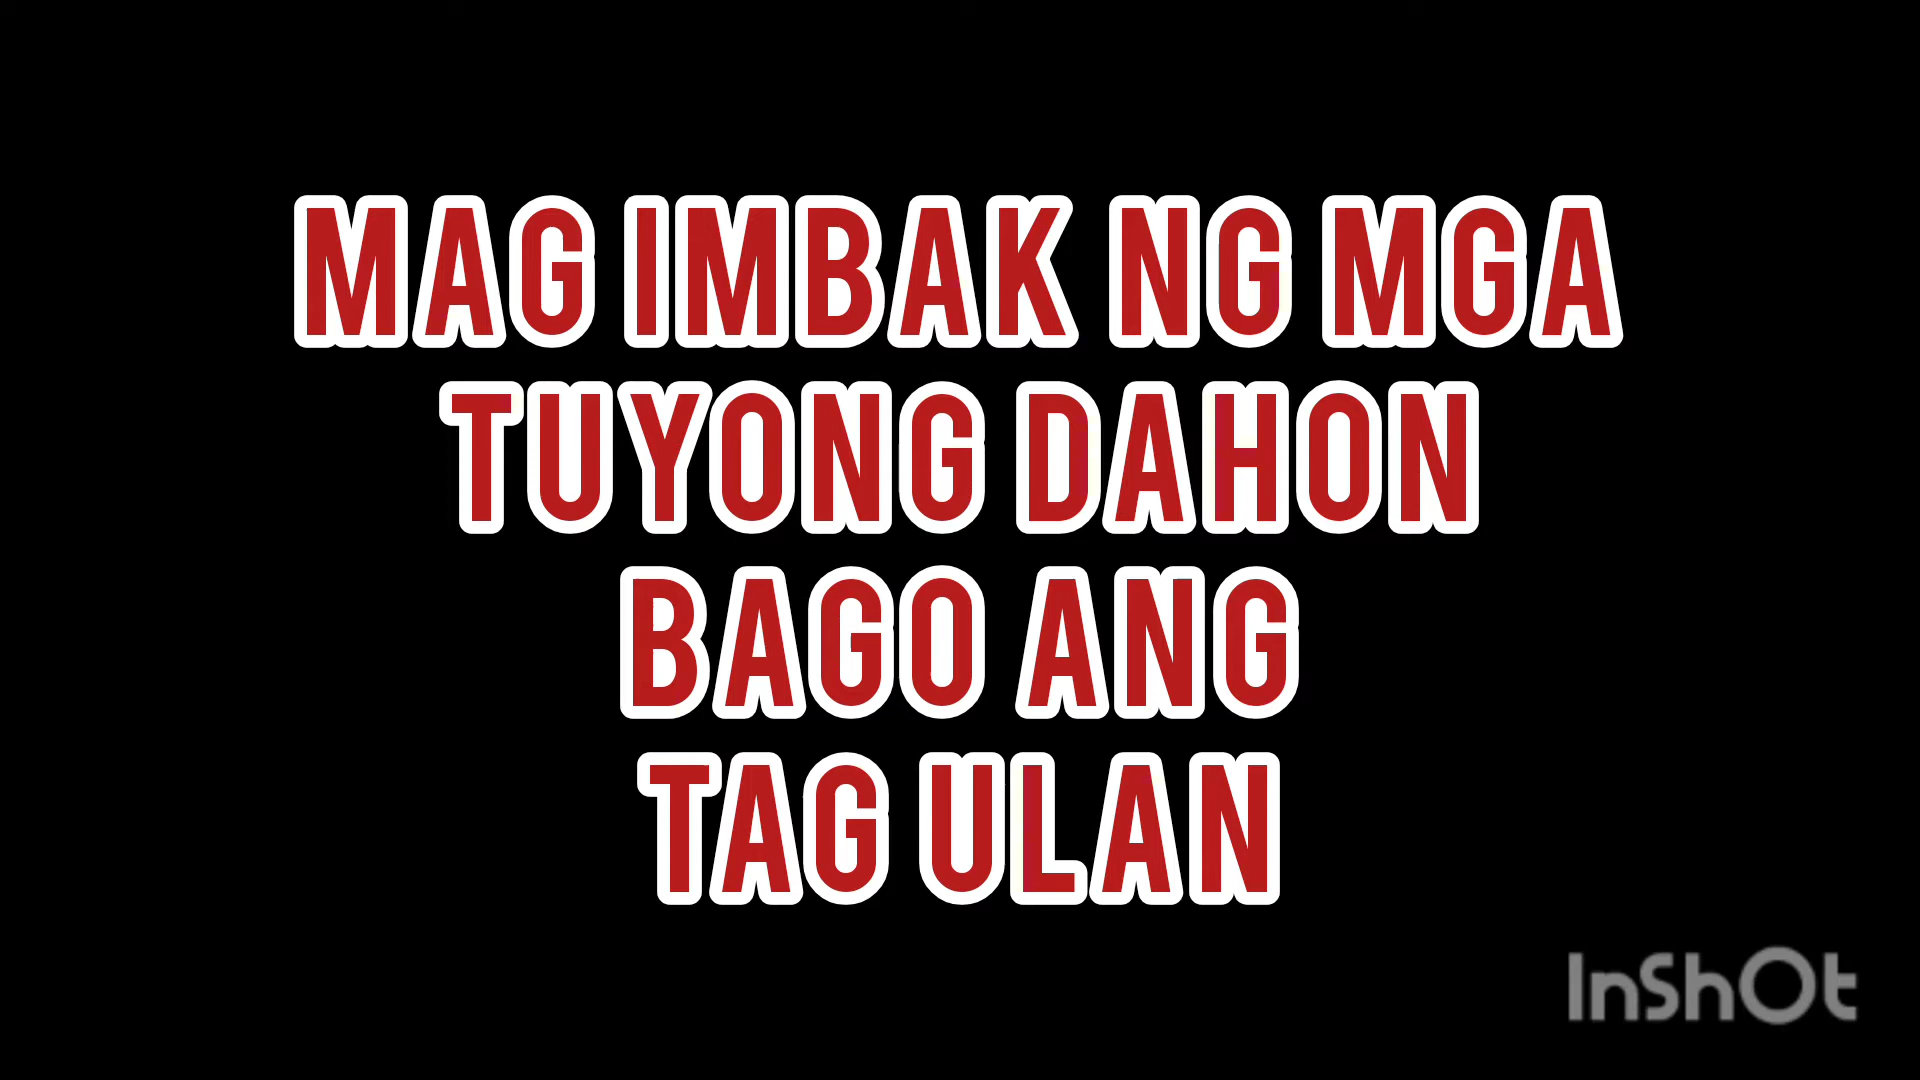 MAG IMBAK NG MGA
TUYONG DAHON
BAGO ANG
TAG ULAN
InShOt